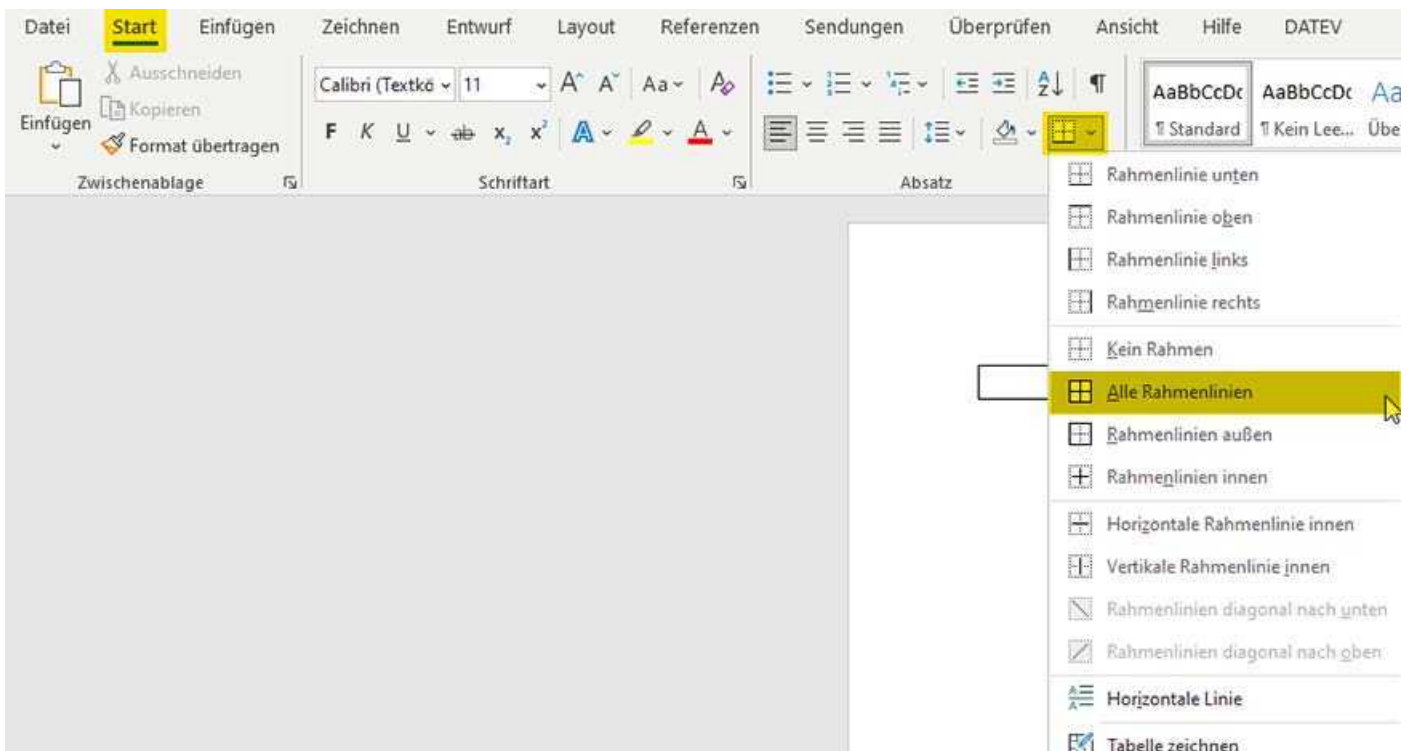 Datei Start Einfügen Zeichnen Entwurf Layout Referenzen Sendungen Überprüfen Ansicht Hilfe DATEV
Einfügen
Ausschneiden
Kopieren
Format übertragen
Zwischenablage
Calibri (Textkö 11 A A Aa A
F K U ab x₂ x² A A
Schriftart
Absatz
AaBbCcDc AaBbCcDc Aa
¶ Standard ¶ Kein Lee... Übe
Rahmenlinie unten
Rahmenlinie oben
Rahmenlinie links
Rahmenlinie rechts
Kein Rahmen
Alle Rahmenlinien
Rahmenlinien außen
Rahmenlinien innen
Horizontale Rahmenlinie innen
Vertikale Rahmenlinie innen
Rahmenlinien diagonal nach unten
Rahmenlinien diagonal nach oben
Horizontale Linie
Tabelle zeichnen